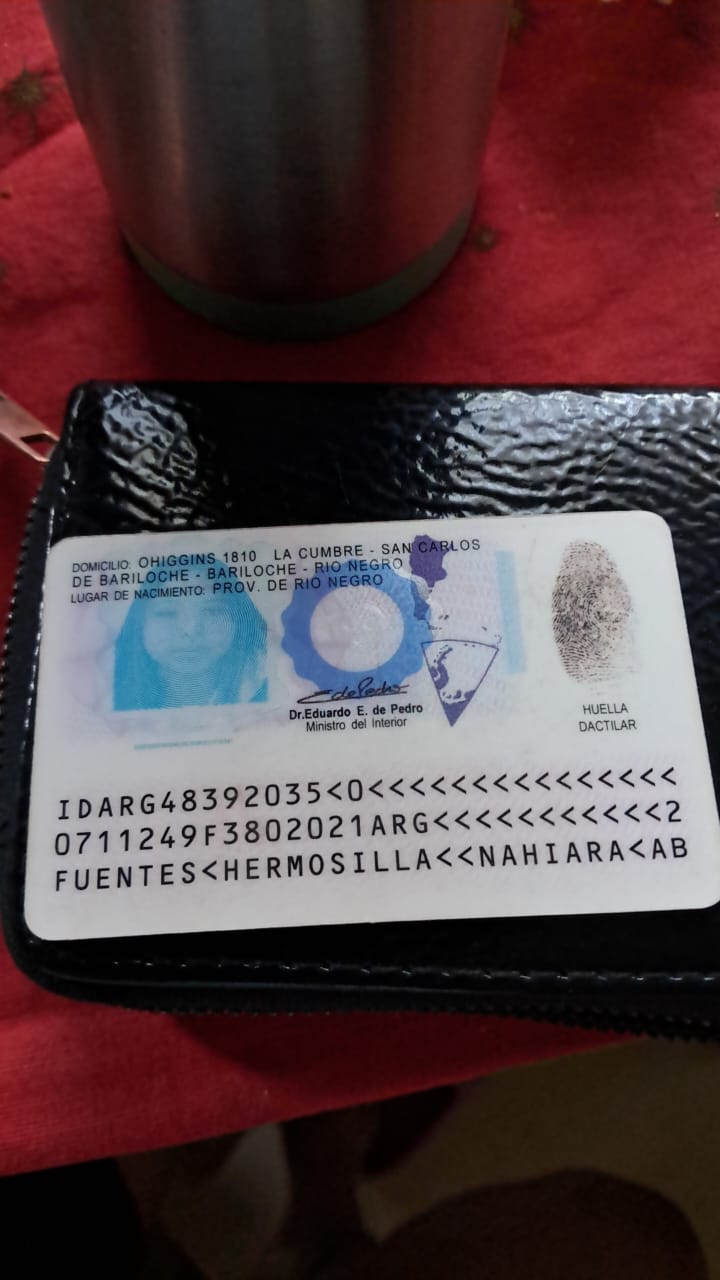 DOMICILIO: OHIGGINS 1810 LA CUMBRE - SAN CARLOS
DE BARILOCHE - BARILOCHE - RIO NEGRO
LUGAR DE NACIMIENTO: PROV. DE RIO NEGRO
EdePedro
Dr.Eduardo E. de Pedro
Ministro del Interior
HUELLA
DACTILAR
IDARG48392035<0<<<<<<<<<<<<<<<
0711249F3802021ARG<<<<<<<<<<<2
FUENTES<HERMOSILLA<<NAHIARA<AB